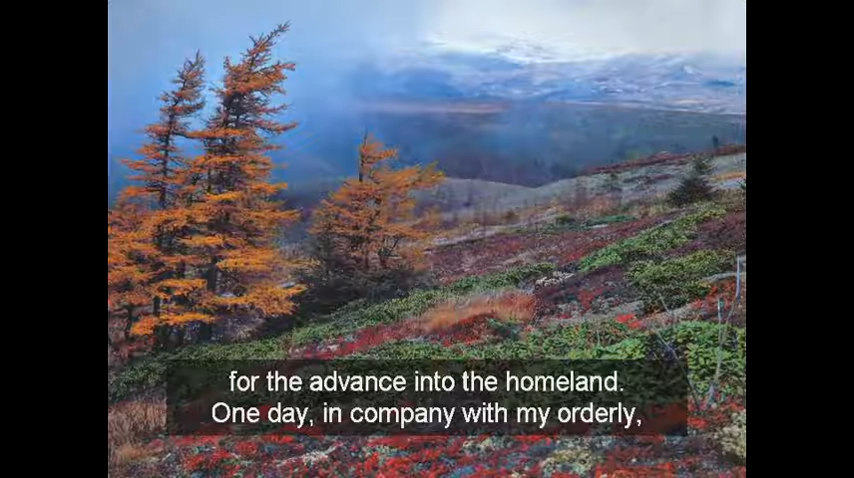 for the advance into the homeland.
One day, in company with my orderly,